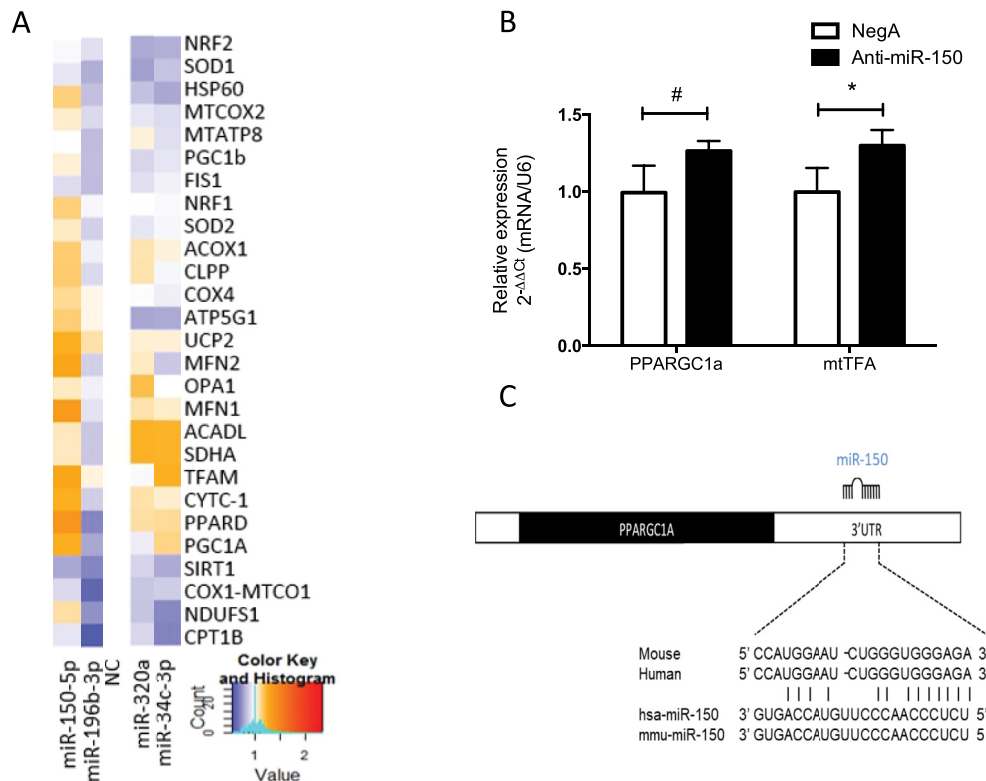 A
NRF2
SOD1
HSP60
MTCOX2
MTATP8
PGC1b
FIS1
NRF1
SOD2
ACOX1
CLPP
COX4
ATP5G1
UCP2
MFN2
OPA1
MFN1
ACADL
SDHA
TFAM
CYTC-1
PPARD
PGC1A
SIRT1
COX1-MTCO1
NDUFS1
CPT1B
miR-150-5p
miR-196b-3p
NC
miR-320a
miR-34c-3p
Color Key
and Histogram
Count
0 20
1 2
Value
B
NegA
Anti-miR-150
Relative expression
2-ΔΔCt (mRNA/U6)
1.5
1.0
0.5
0.0
# *
PPARGC1a mtTFA
C
miR-150
PPARGC1A 3'UTR
Mouse 5' CCAUGGAAU -CUGGGUGGGAGA 3
Human 5' CCAUGGAAU -CUGGGUGGGAGA 3
hsa-miR-150 3' GUGACCAUGUUCCCAACCCUCU 5'
mmu-miR-150 3' GUGACCAUGUUCCCAACCCUCU 5